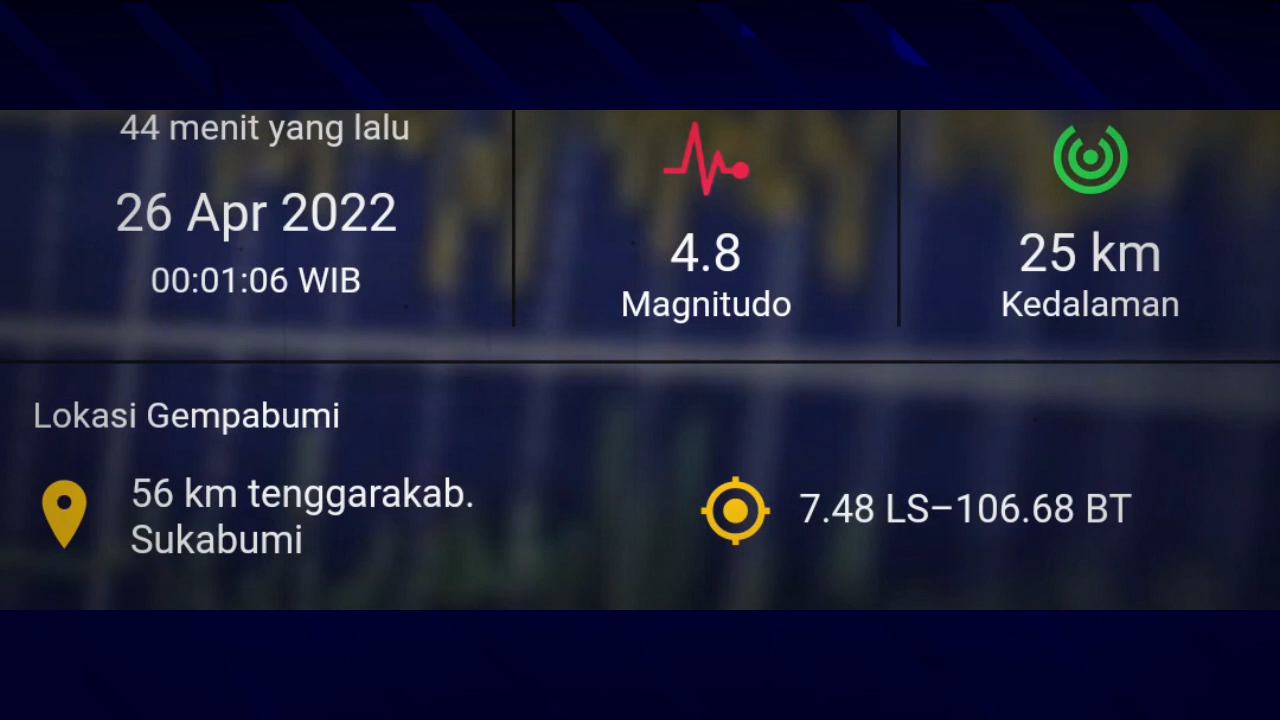 44 menit yang lalu
26 Apr 2022
00:01:06 WIB
4.8
Magnitudo
25 km
Kedalaman
Lokasi Gempabumi
56 km tenggarakab.
Sukabumi
7.48 LS–106.68 BT